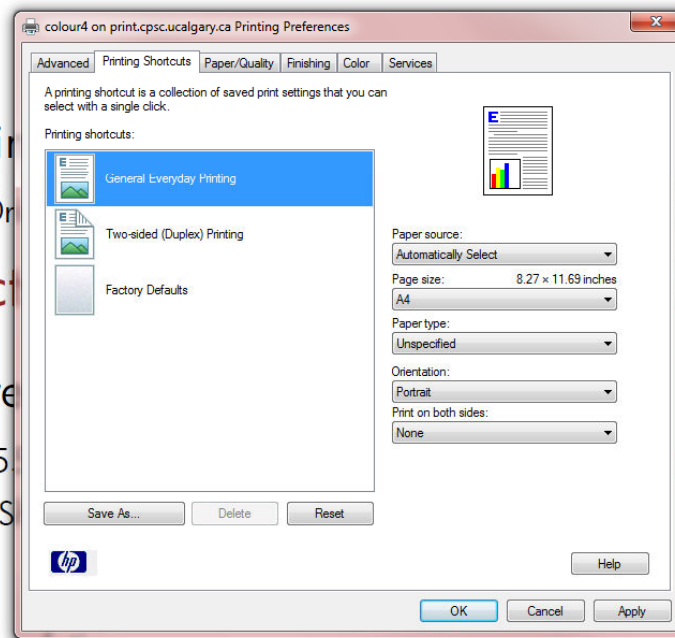 colour4 on print.cpsc.ucalgary.ca Printing Preferences
Advanced Printing Shortcuts Paper/Quality Finishing Color Services
A printing shortcut is a collection of saved print settings that you can
select with a single click.
Printing shortcuts:
General Everyday Printing
Two-sided (Duplex) Printing
Factory Defaults
E
Paper source:
Automatically Select
Page size: 8.27 × 11.69 inches
A4
Paper type:
Unspecified
Orientation:
Portrait
Print on both sides:
None
Save As... Delete Reset
hp
Help
OK Cancel Apply